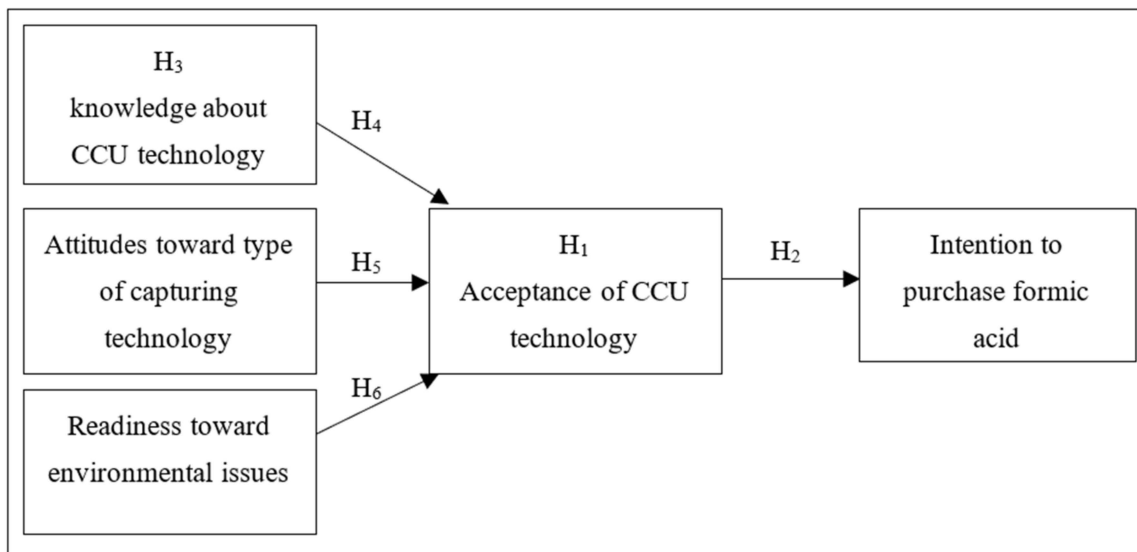 H₃
knowledge about
CCU technology
H₄
Attitudes toward type
of capturing
technology
H₅
Readiness toward
environmental issues
H₆
H₁
Acceptance of CCU
technology
H₂
Intention to
purchase formic
acid